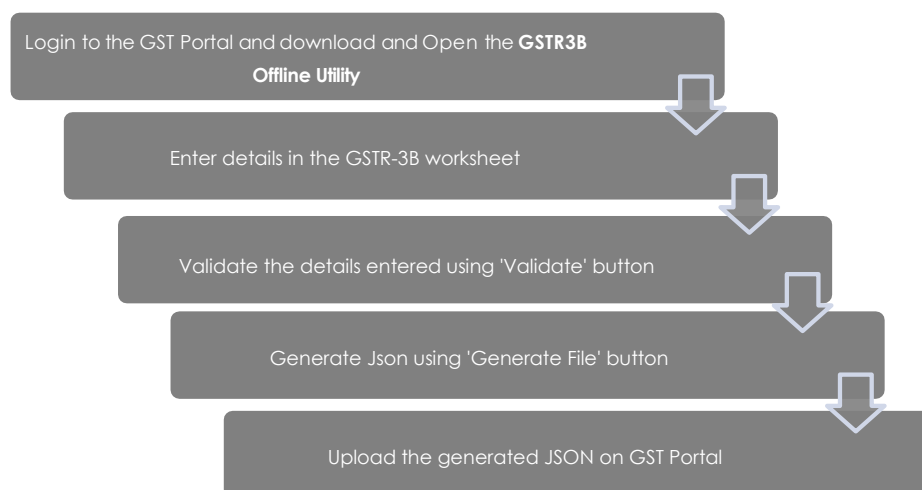 Login to the GST Portal and download and Open the GSTR3B
Offline Utility
Enter details in the GSTR-3B worksheet
Validate the details entered using 'Validate' button
Generate Json using 'Generate File' button
Upload the generated JSON on GST Portal